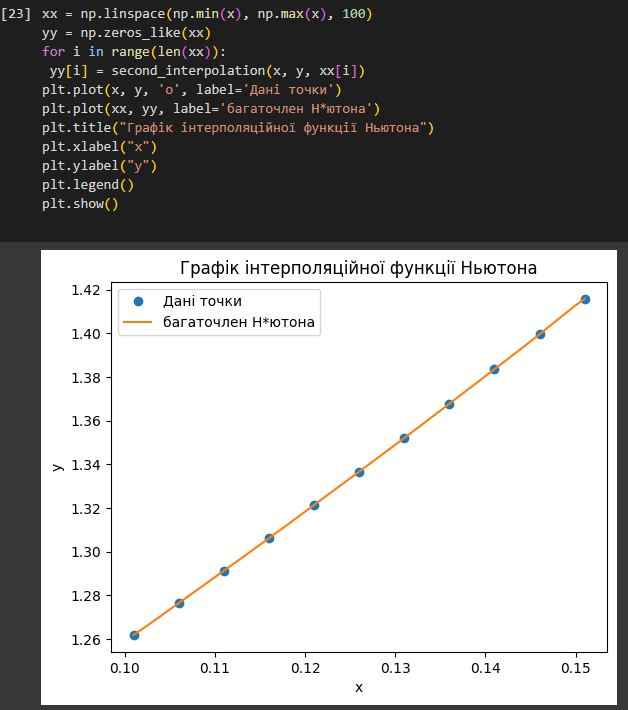 [23] xx = np.linspace(np.min(x), np.max(x), 100)
yy = np.zeros_like(xx)
for i in range(len(xx)):
 yy[i] = second_interpolation(x, y, xx[i])
plt.plot(x, y, 'o', label='Дані точки')
plt.plot(xx, yy, label='багаточлен Н*ютона')
plt.title("Графік інтерполяційної функції Ньютона")
plt.xlabel("x")
plt.ylabel("y")
plt.legend()
plt.show()
Графік інтерполяційної функції Ньютона
Дані точки
багаточлен Н*ютона
1.42
1.40
1.38
1.36
1.34
1.32
1.30
1.28
1.26
y
0.10 0.11 0.12 0.13 0.14 0.15
x